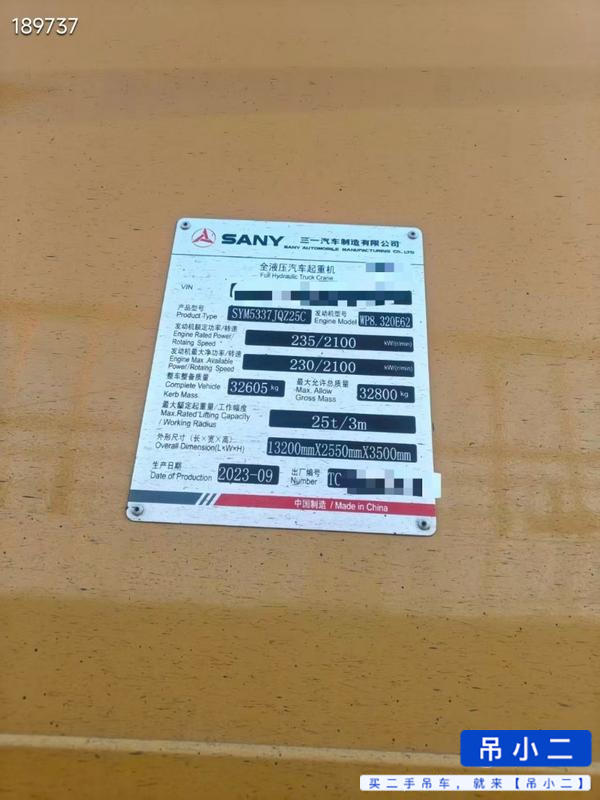 189737
SANY 三一汽车制造有限公司
SANY AUTOMOBILE MANUFACTURING CO., LTD
全液压汽车起重机
Full Hydraulic Truck Crane
VIN
产品型号 SYM5337JQZ25C 发动机型号 WP8.320E62
Product Type Engine Model
发动机额定功率/转速
Engine Rated Power/ 235/2100 kW/(r/min)
Rotaing Speed
发动机最大净功率/转速
Engine Max .Available 230/2100 kW/(r/min)
Power/Rotaing Speed
整车整备质量 最大允许总质量
Complete Vehicle 32605 kg Max. Allow 32800 kg
Kerb Mass Gross Mass
最大额定起重量/工作幅度
Max.Rated Lifting Capacity 25t/3m
/ Working Radius
外形尺寸（长×宽×高）
Overall Dimension(L×W×H) 13200mmX2550mmX3500mm
生产日期 2023-09 出厂编号 TC
Date of Production Number
中国制造 / Made in China
吊小二
买二手吊车，就来【吊小二】